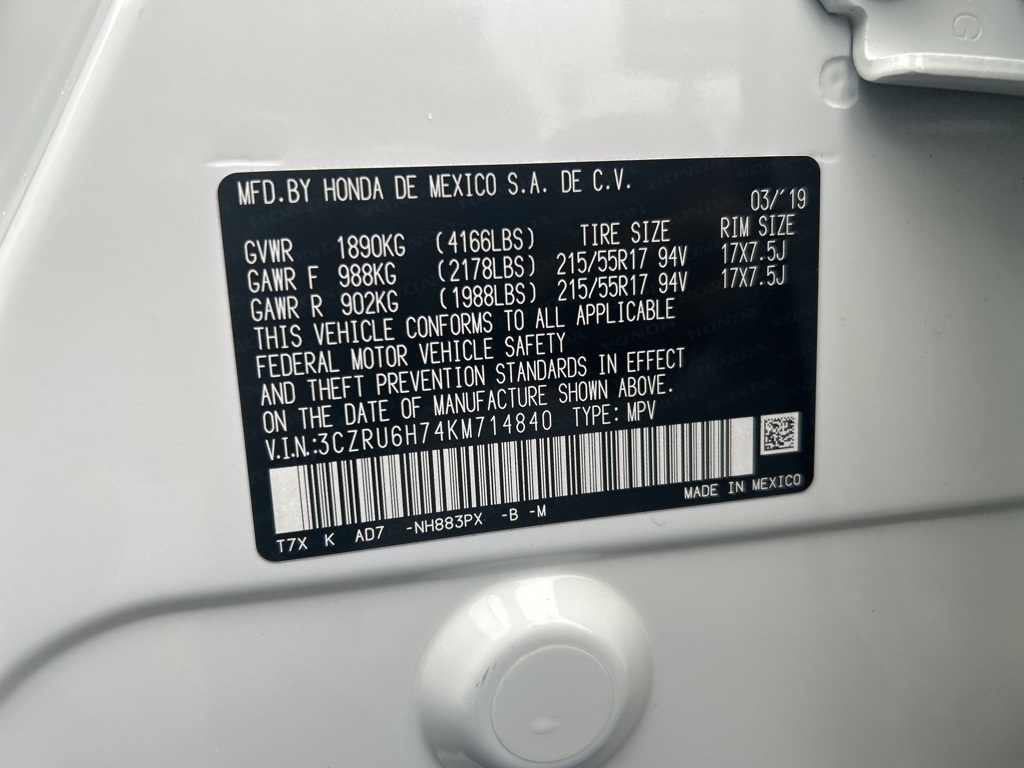 G
MFD.BY HONDA DE MEXICO S.A. DE C.V.
03/'19
GVWR 1890KG (4166LBS) TIRE SIZE RIM SIZE
GAWR F 988KG (2178LBS) 215/55R17 94V 17X7.5J
GAWR R 902KG (1988LBS) 215/55R17 94V 17X7.5J
THIS VEHICLE CONFORMS TO ALL APPLICABLE
FEDERAL MOTOR VEHICLE SAFETY
AND THEFT PREVENTION STANDARDS IN EFFECT
ON THE DATE OF MANUFACTURE SHOWN ABOVE.
V.I.N.:3CZRU6H74KM714840 TYPE: MPV
MADE IN MEXICO
T7X K AD7 -NH883PX -B -M